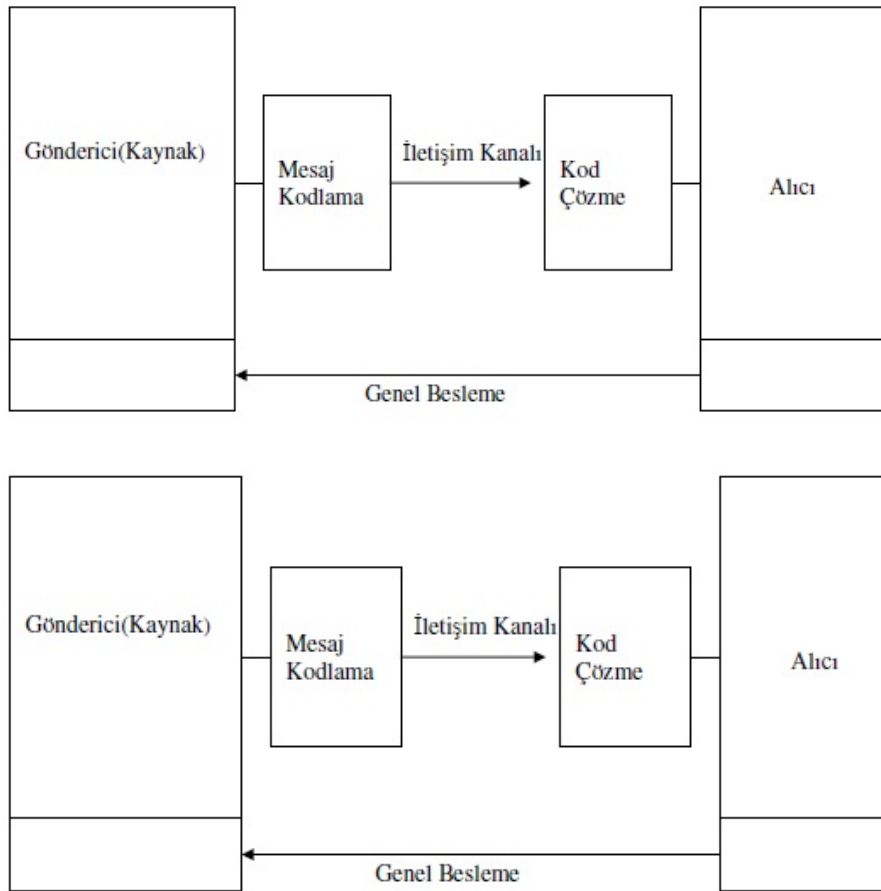 Gönderici(Kaynak)
Mesaj
Kodlama
İletişim Kanalı
Kod
Çözme
Alıcı
Genel Besleme
Gönderici(Kaynak)
Mesaj
Kodlama
İletişim Kanalı
Kod
Çözme
Alıcı
Genel Besleme